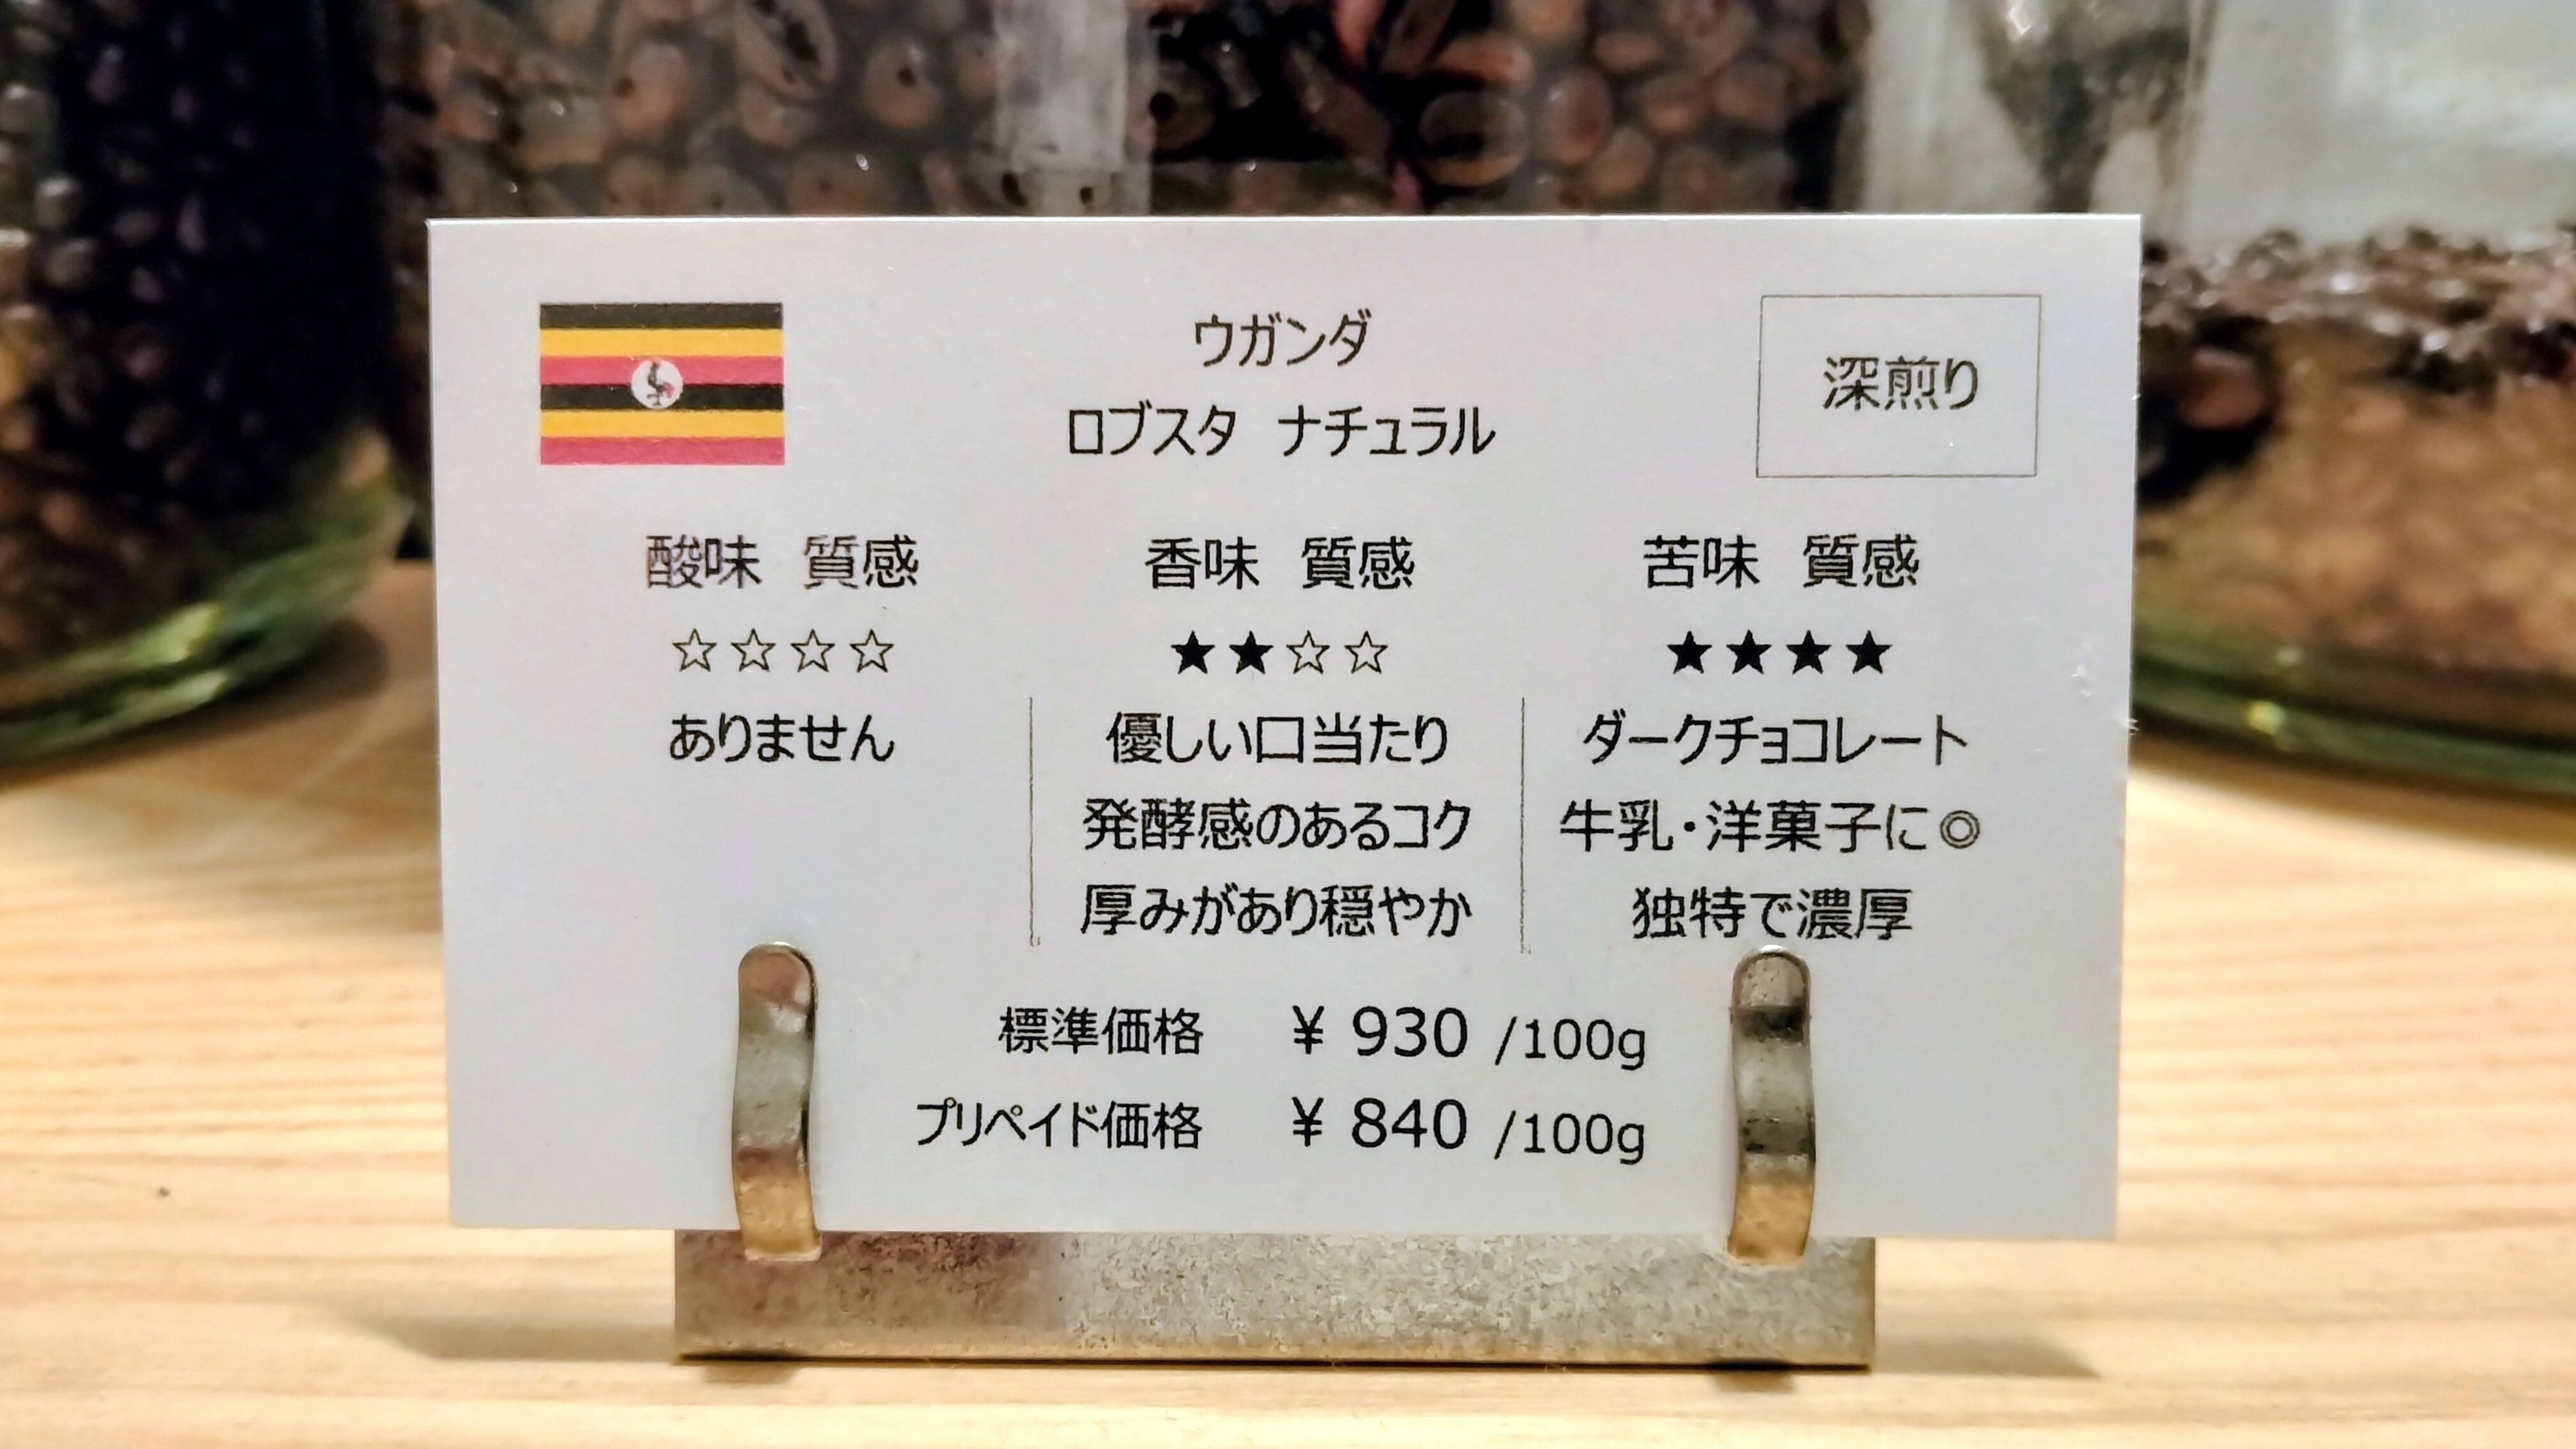 ウガンダ
ロブスタ ナチュラル
深煎り
酸味 質感
☆☆☆☆
ありません
香味 質感
★★☆☆
優しい口当たり
発酵感のあるコク
厚みがあり穏やか
苦味 質感
★★★★
ダークチョコレート
牛乳・洋菓子に◎
独特で濃厚
標準価格 ¥ 930 /100g
プリペイド価格 ¥ 840 /100g